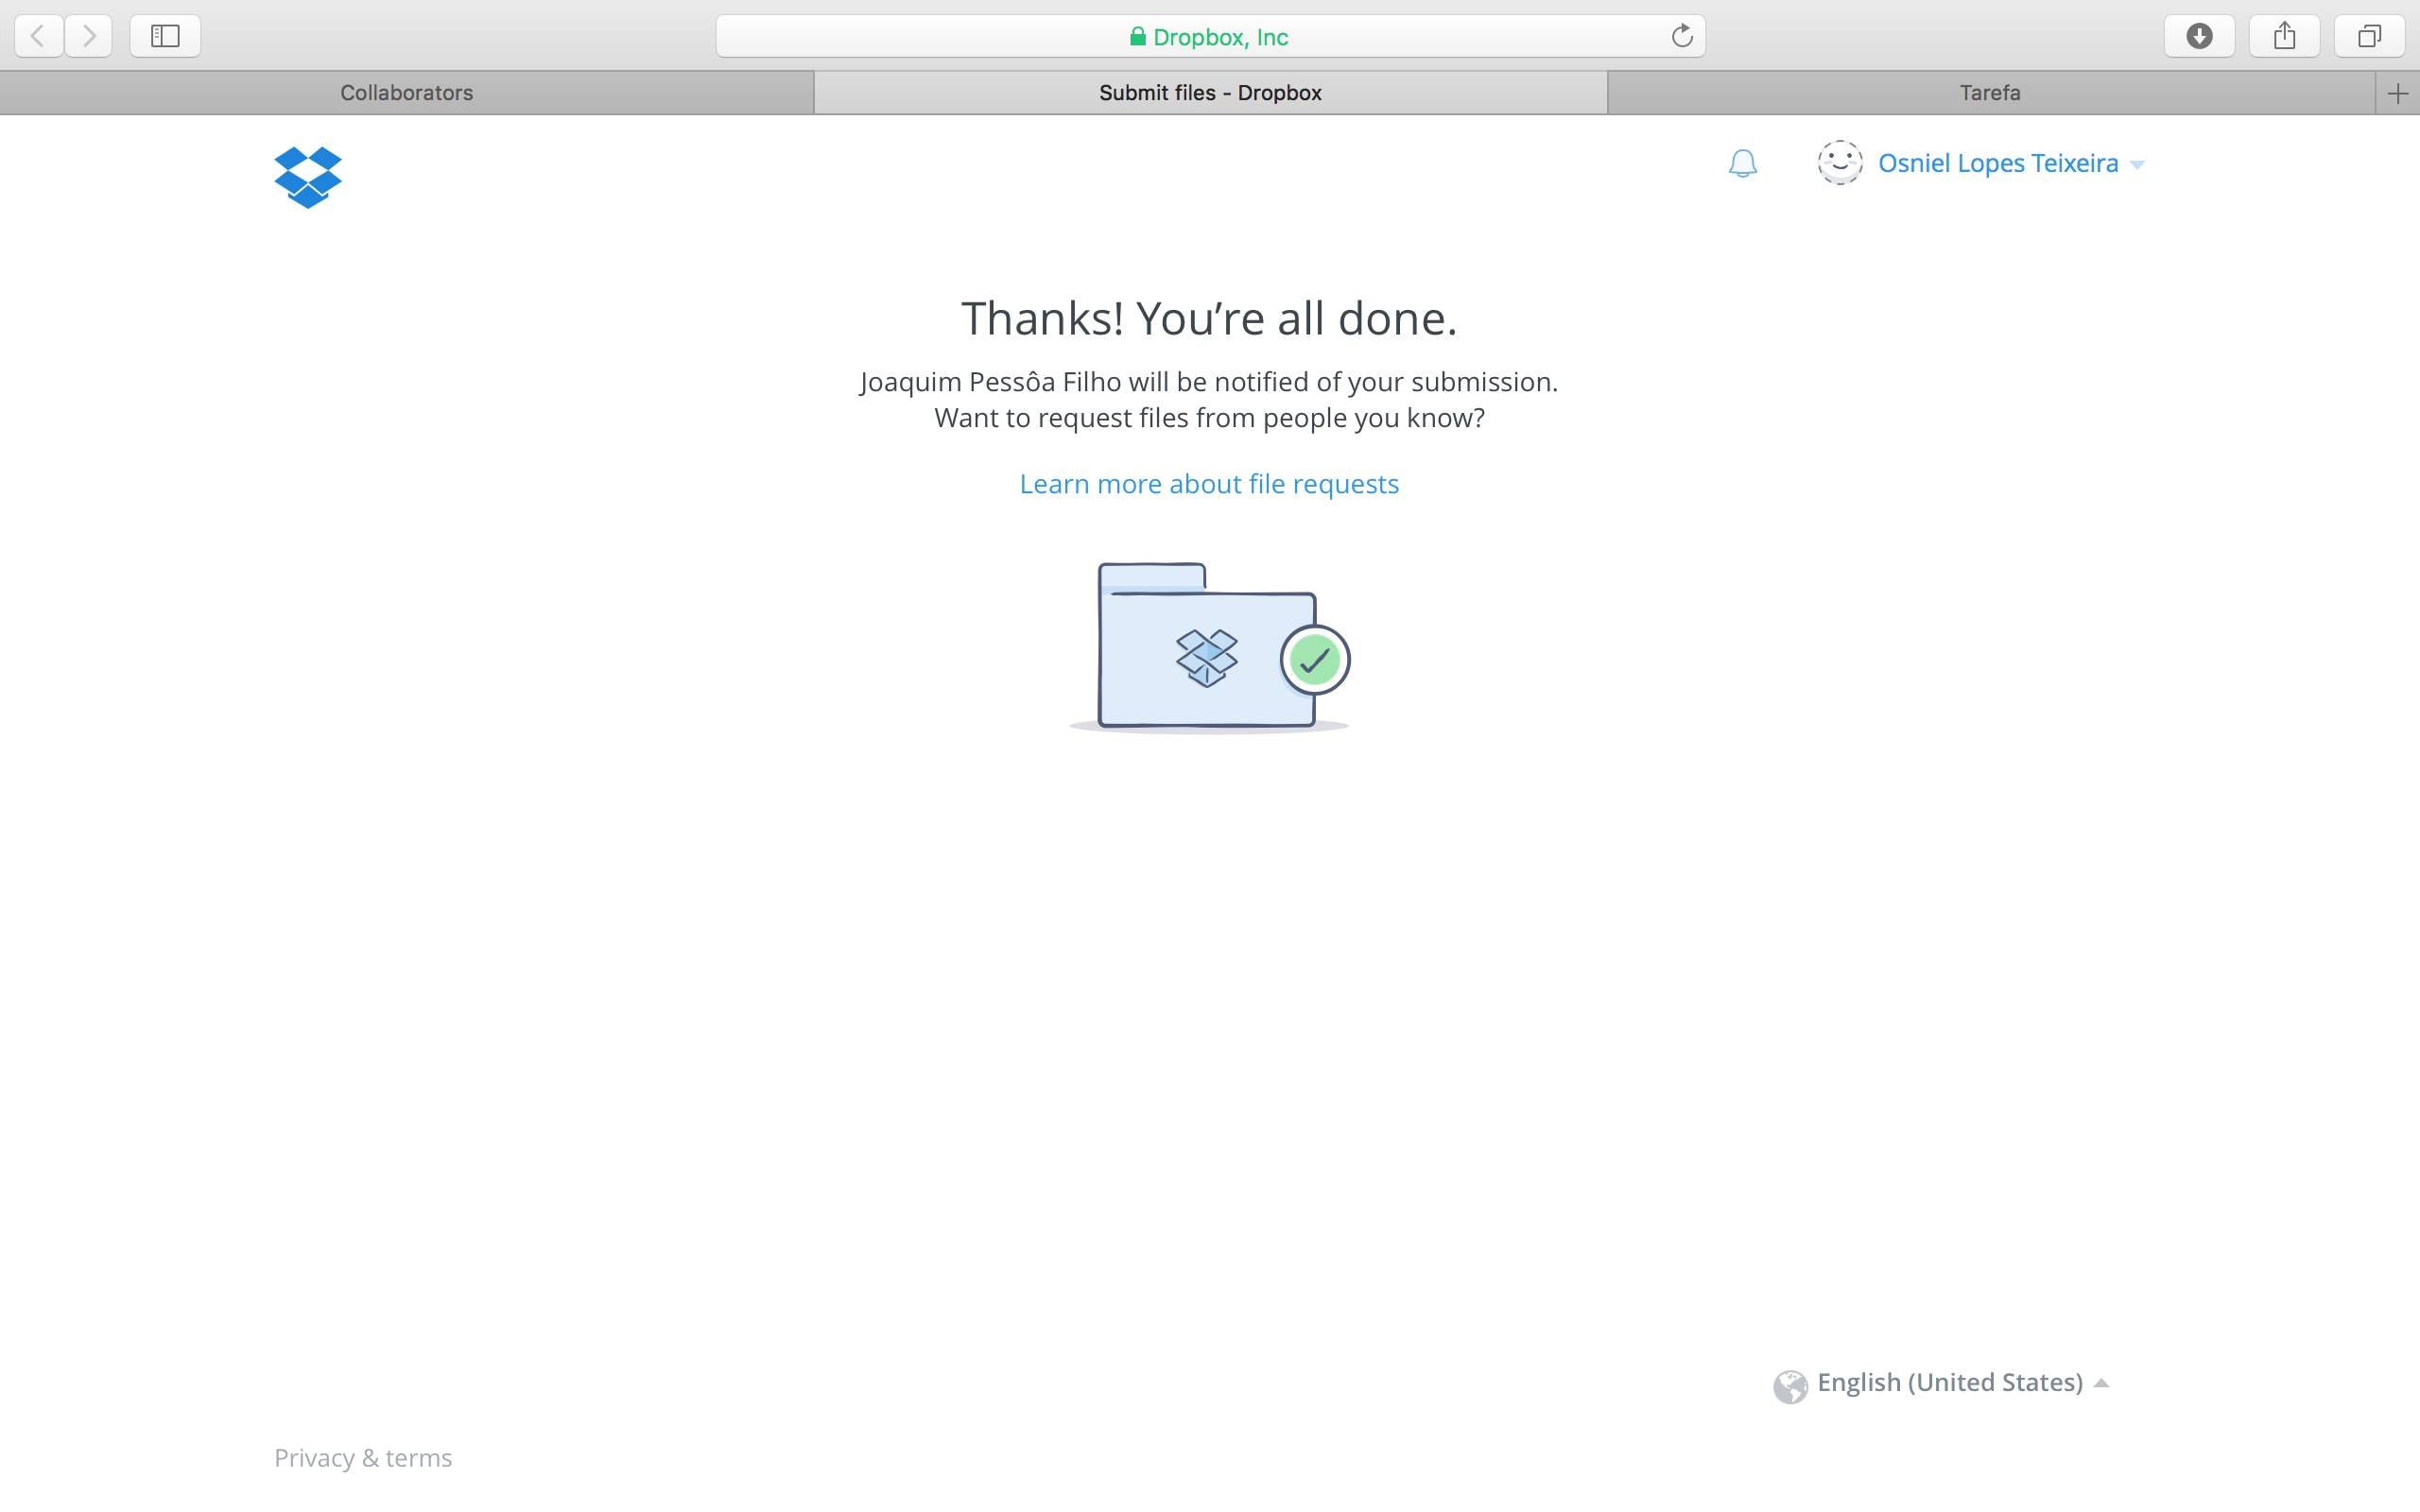 Dropbox, Inc
Collaborators
Submit files - Dropbox
Tarefa
Osniel Lopes Teixeira
Thanks! You’re all done.
Joaquim Pessôa Filho will be notified of your submission.
Want to request files from people you know?
Learn more about file requests
English (United States)
Privacy & terms